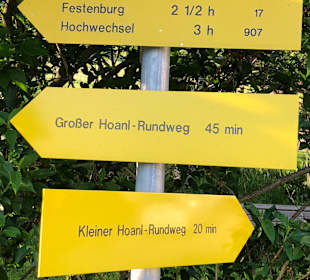 Festenburg 2 1/2 h 17
Hochwechsel 3 h 907
Großer Hoanl-Rundweg 45 min
Kleiner Hoanl-Rundweg 20 min